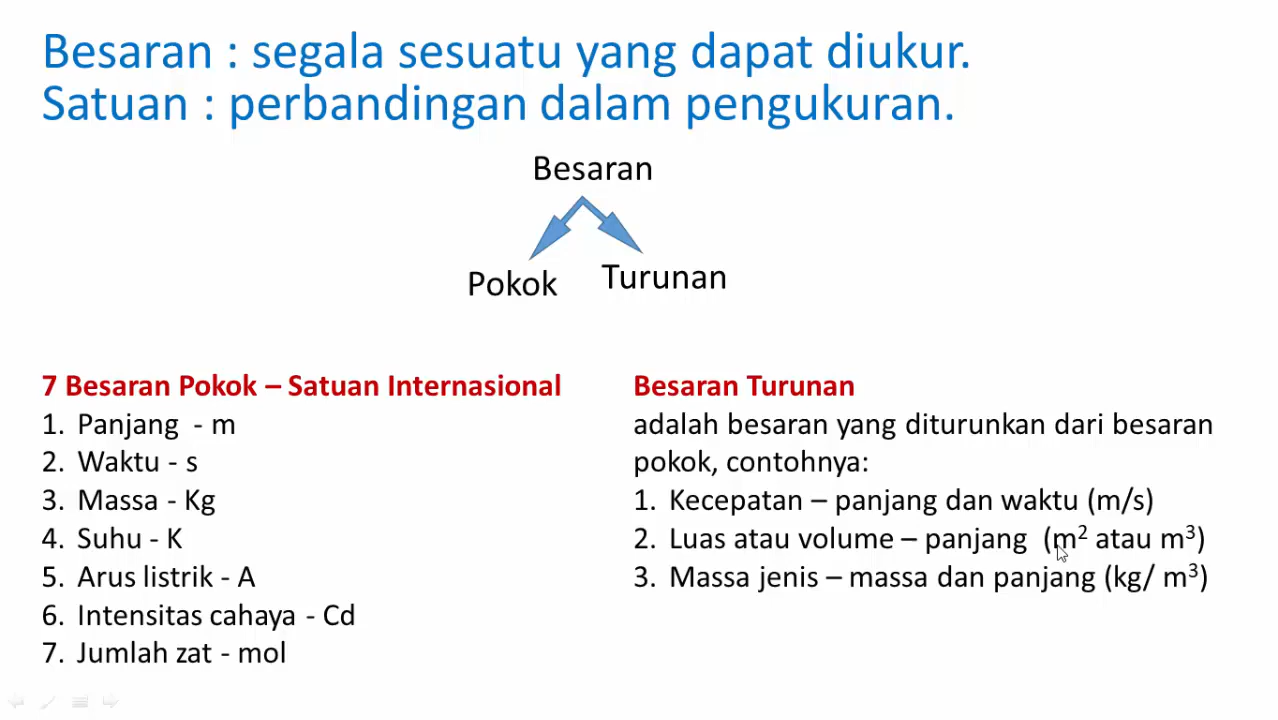 Besaran : segala sesuatu yang dapat diukur.
Satuan : perbandingan dalam pengukuran.
Besaran
Pokok
Turunan
7 Besaran Pokok – Satuan Internasional
1. Panjang - m
2. Waktu - s
3. Massa - Kg
4. Suhu - K
5. Arus listrik - A
6. Intensitas cahaya - Cd
7. Jumlah zat - mol
Besaran Turunan
adalah besaran yang diturunkan dari besaran
pokok, contohnya:
1. Kecepatan – panjang dan waktu (m/s)
2. Luas atau volume – panjang (m² atau m³)
3. Massa jenis – massa dan panjang (kg/ m³)